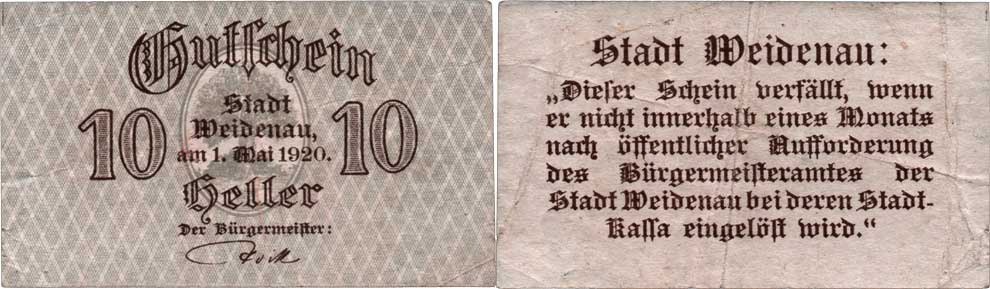 Gutschein
10 Stadt 10
Weidenau,
am 1. Mai 1920.
Heller
Der Bürgermeister:
Stadt Weidenau:
„Dieser Schein verfällt, wenn
er nicht innerhalb eines Monats
nach öffentlicher Aufforderung
des Bürgermeisteramtes der
Stadt Weidenau bei deren Stadt-
Kassa eingelöst wird.“